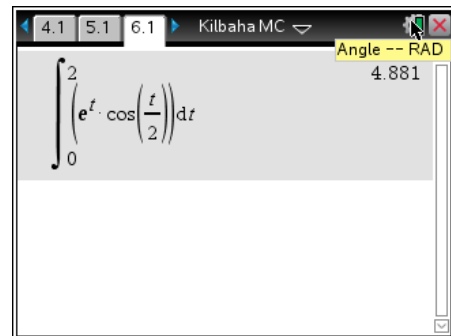 4.1 5.1 6.1 Kilbaha MC
Angle -- RAD
∫₀²(e^t · cos(t/2))dt 4.881